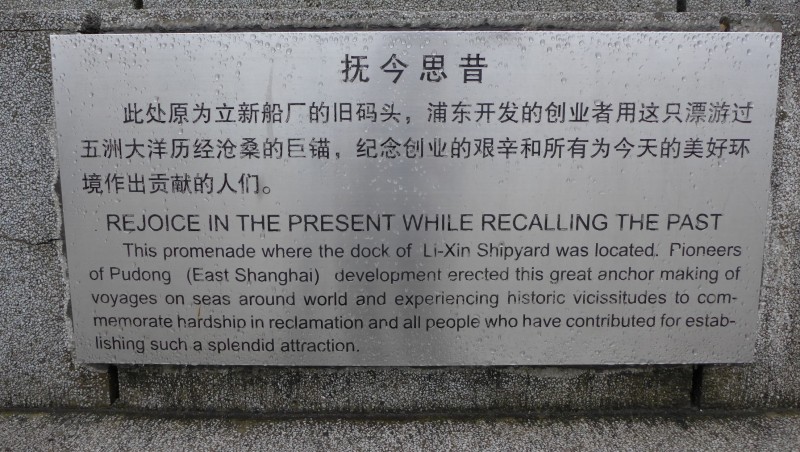 抚今思昔
此处原为立新船厂的旧码头，浦东开发的创业者用这只漂游过
五洲大洋历经沧桑的巨锚，纪念创业的艰辛和所有为今天的美好环
境作出贡献的人们。
REJOICE IN THE PRESENT WHILE RECALLING THE PAST
This promenade where the dock of Li-Xin Shipyard was located. Pioneers
of Pudong (East Shanghai) development erected this great anchor making of
voyages on seas around world and experiencing historic vicissitudes to com-
memorate hardship in reclamation and all people who have contributed for estab-
lishing such a splendid attraction.